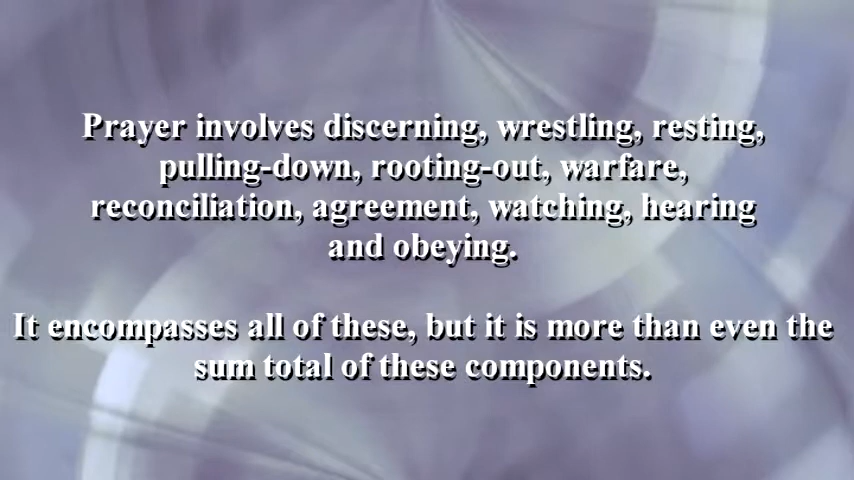 Prayer involves discerning, wrestling, resting,
pulling-down, rooting-out, warfare,
reconciliation, agreement, watching, hearing
and obeying.
It encompasses all of these, but it is more than even the
sum total of these components.